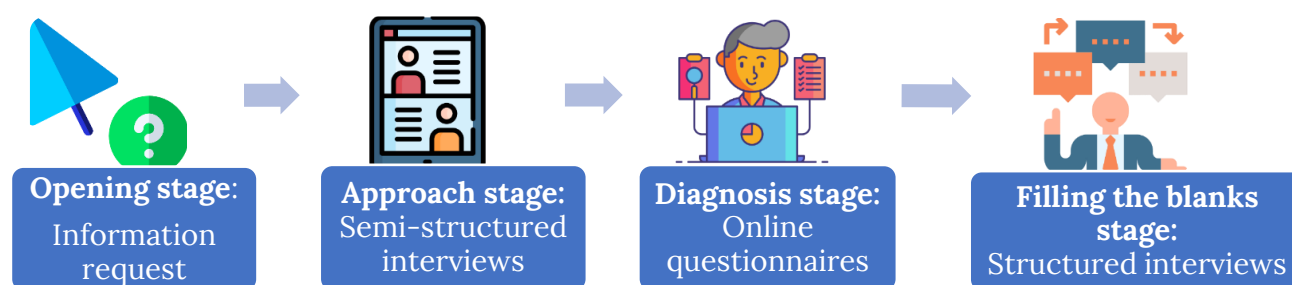 Opening stage:
Information
request
Approach stage:
Semi-structured
interviews
Diagnosis stage:
Online
questionnaires
Filling the blanks
stage:
Structured interviews